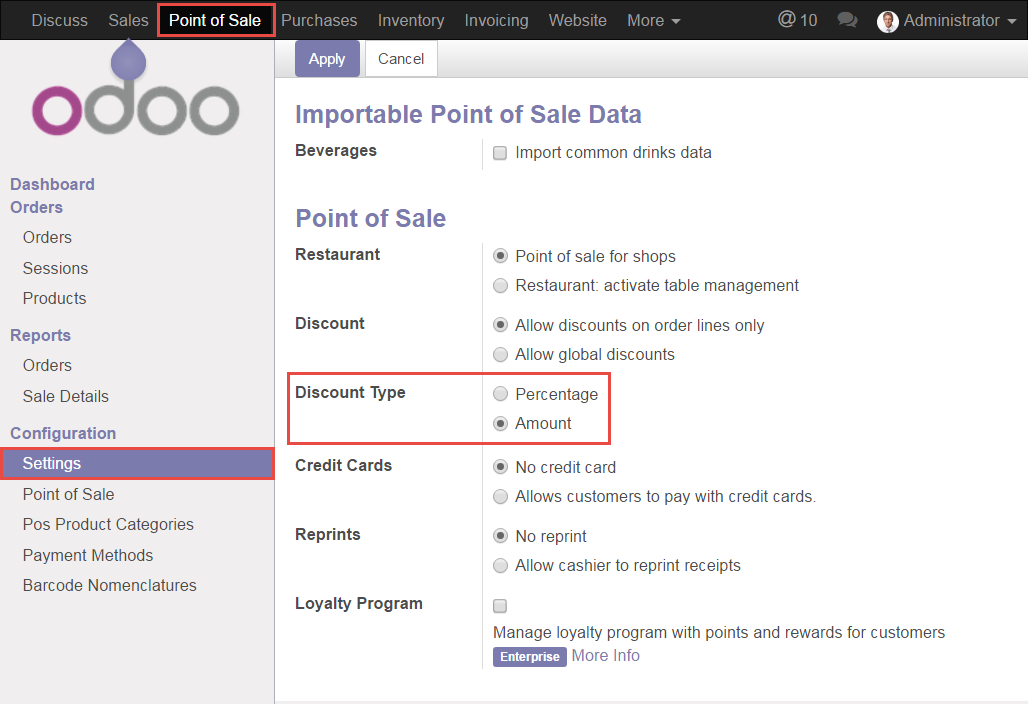 Discuss Sales Point of Sale Purchases Inventory Invoicing Website More @ 10 Administrator
odoo
Dashboard
Orders
Orders
Sessions
Products
Reports
Orders
Sale Details
Configuration
Settings
Point of Sale
Pos Product Categories
Payment Methods
Barcode Nomenclatures
Apply Cancel
Importable Point of Sale Data
Beverages Import common drinks data
Point of Sale
Restaurant Point of sale for shops
Restaurant: activate table management
Discount Allow discounts on order lines only
Allow global discounts
Discount Type Percentage
Amount
Credit Cards No credit card
Allows customers to pay with credit cards.
Reprints No reprint
Allow cashier to reprint receipts
Loyalty Program
Manage loyalty program with points and rewards for customers
Enterprise More Info